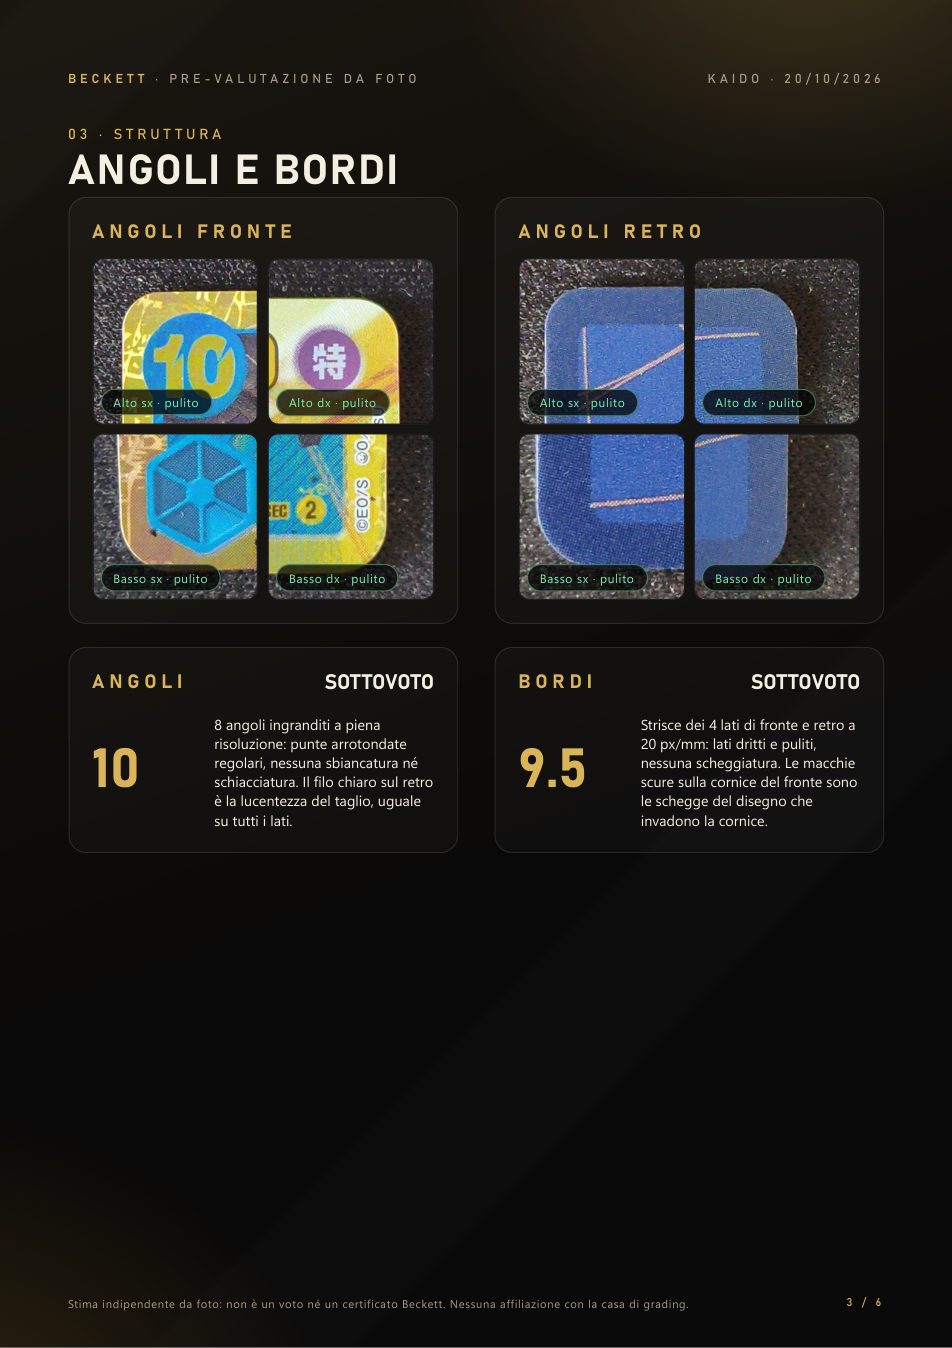 BECKETT · PRE-VALUTAZIONE DA FOTO
KAIDO · 20/10/2026
03 · STRUTTURA
ANGOLI E BORDI
ANGOLI FRONTE
10
Alto sx · pulito
特
Alto dx · pulito
Basso sx · pulito
2
©EO/S
Basso dx · pulito
ANGOLI RETRO
Alto sx · pulito
Alto dx · pulito
Basso sx · pulito
Basso dx · pulito
ANGOLI
SOTTOVOTO
10
8 angoli ingranditi a piena
risoluzione: punte arrotondate
regolari, nessuna sbiancatura né
schiacciatura. Il filo chiaro sul retro
è la lucentezza del taglio, uguale
su tutti i lati.
BORDI
SOTTOVOTO
9.5
Strisce dei 4 lati di fronte e retro a
20 px/mm: lati dritti e puliti,
nessuna scheggiatura. Le macchie
scure sulla cornice del fronte sono
le schegge del disegno che
invadono la cornice.
Stima indipendente da foto: non è un voto né un certificato Beckett. Nessuna affiliazione con la casa di grading.
3 / 6